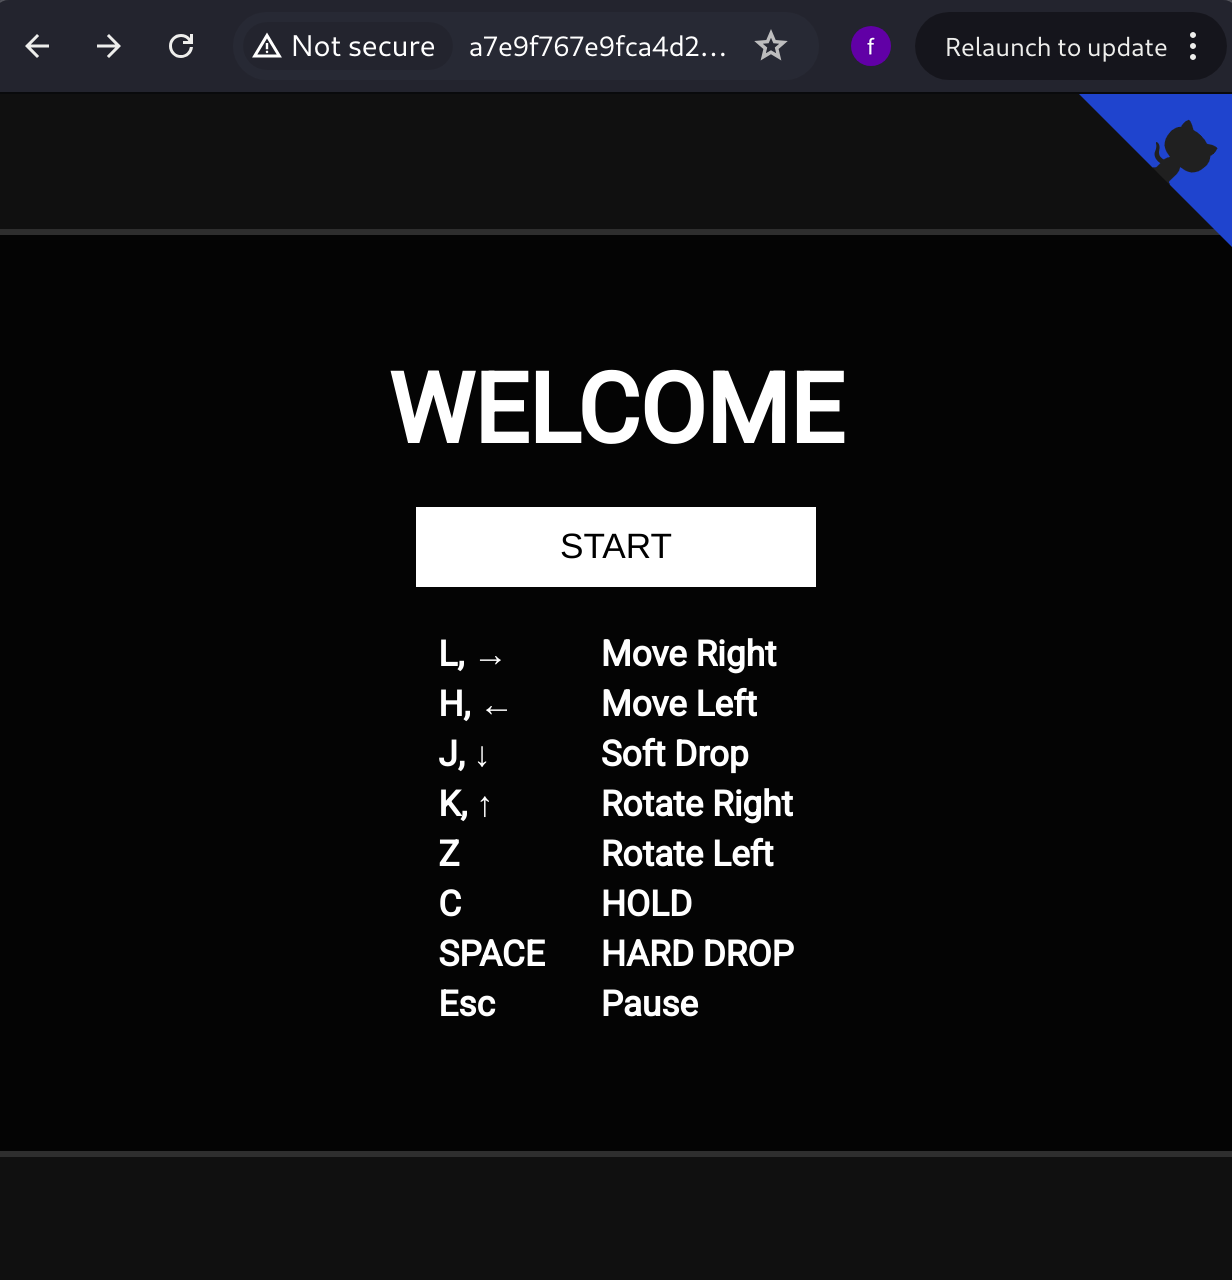 Not secure a7e9f767e9fca4d2... f Relaunch to update
WELCOME
START
L, → Move Right
H, ← Move Left
J, ↓ Soft Drop
K, ↑ Rotate Right
Z Rotate Left
C HOLD
SPACE HARD DROP
Esc Pause